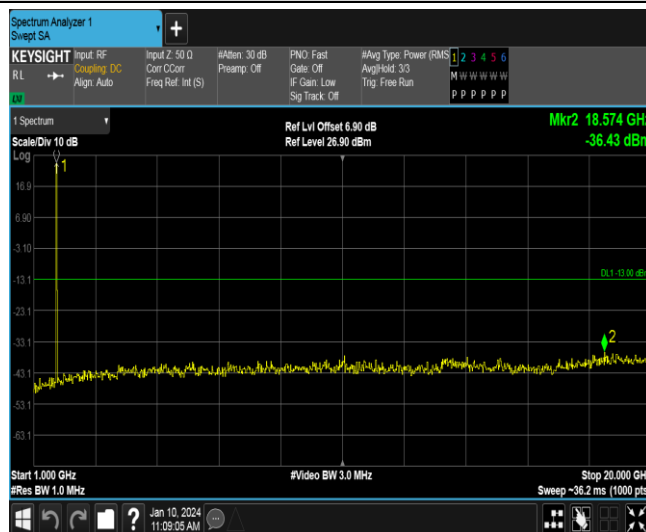 Spectrum Analyzer 1
Swept SA
+
KEYSIGHT Input: RF Input Z: 50 Ω #Atten: 30 dB PNO: Fast #Avg Type: Power (RMS 1 2 3 4 5 6
RL Coupling: DC Corr CCorr Preamp: Off Gate: Off Avg|Hold: 3/3 M W W W W W
Align: Auto Freq Ref: Int (S) IF Gain: Low Trig: Free Run
Sig Track: Off P P P P P P
1 Spectrum Ref Lvl Offset 6.90 dB Mkr2 18.574 GHz
Scale/Div 10 dB Ref Level 26.90 dBm -36.43 dBm
Log
1
16.9
6.90
-3.10
-13.1 DL1 -13.00 dBm
-23.1
-33.1
2
-43.1
-53.1
-63.1
Start 1.000 GHz #Video BW 3.0 MHz Stop 20.000 GHz
#Res BW 1.0 MHz Sweep ~36.2 ms (1000 pts
? Jan 10, 2024
11:09:05 AM